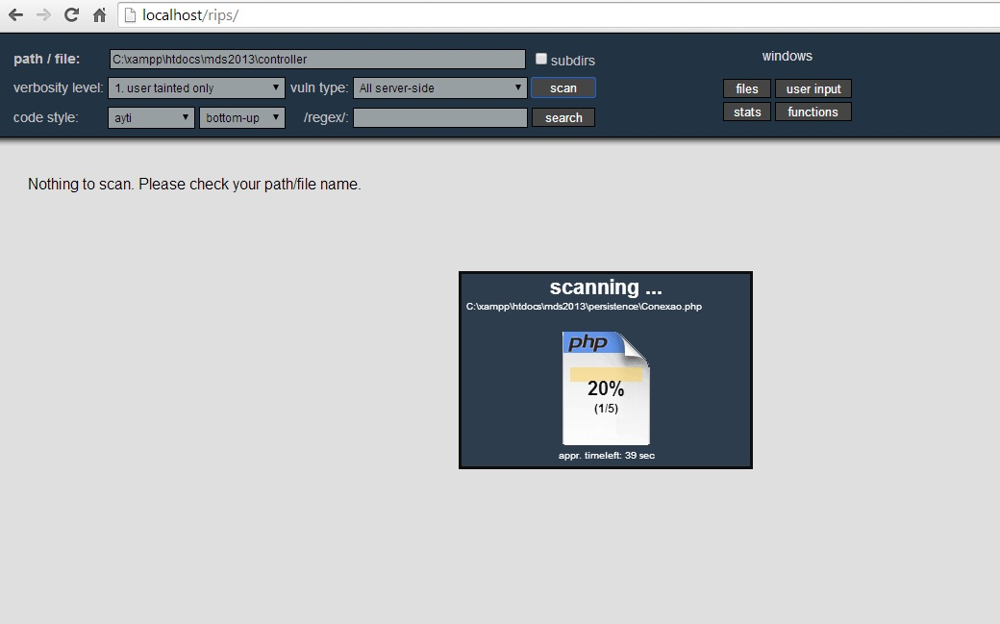 localhost/rips/
path / file: C:\xampp\htdocs\mds2013\controller subdirs windows
verbosity level: 1. user tainted only vuln type: All server-side scan files user input
code style: ayti bottom-up /regex/: search stats functions
Nothing to scan. Please check your path/file name.
scanning ...
C:\xampp\htdocs\mds2013\persistence\Conexao.php
php
20%
(1/5)
appr. timeleft: 39 sec